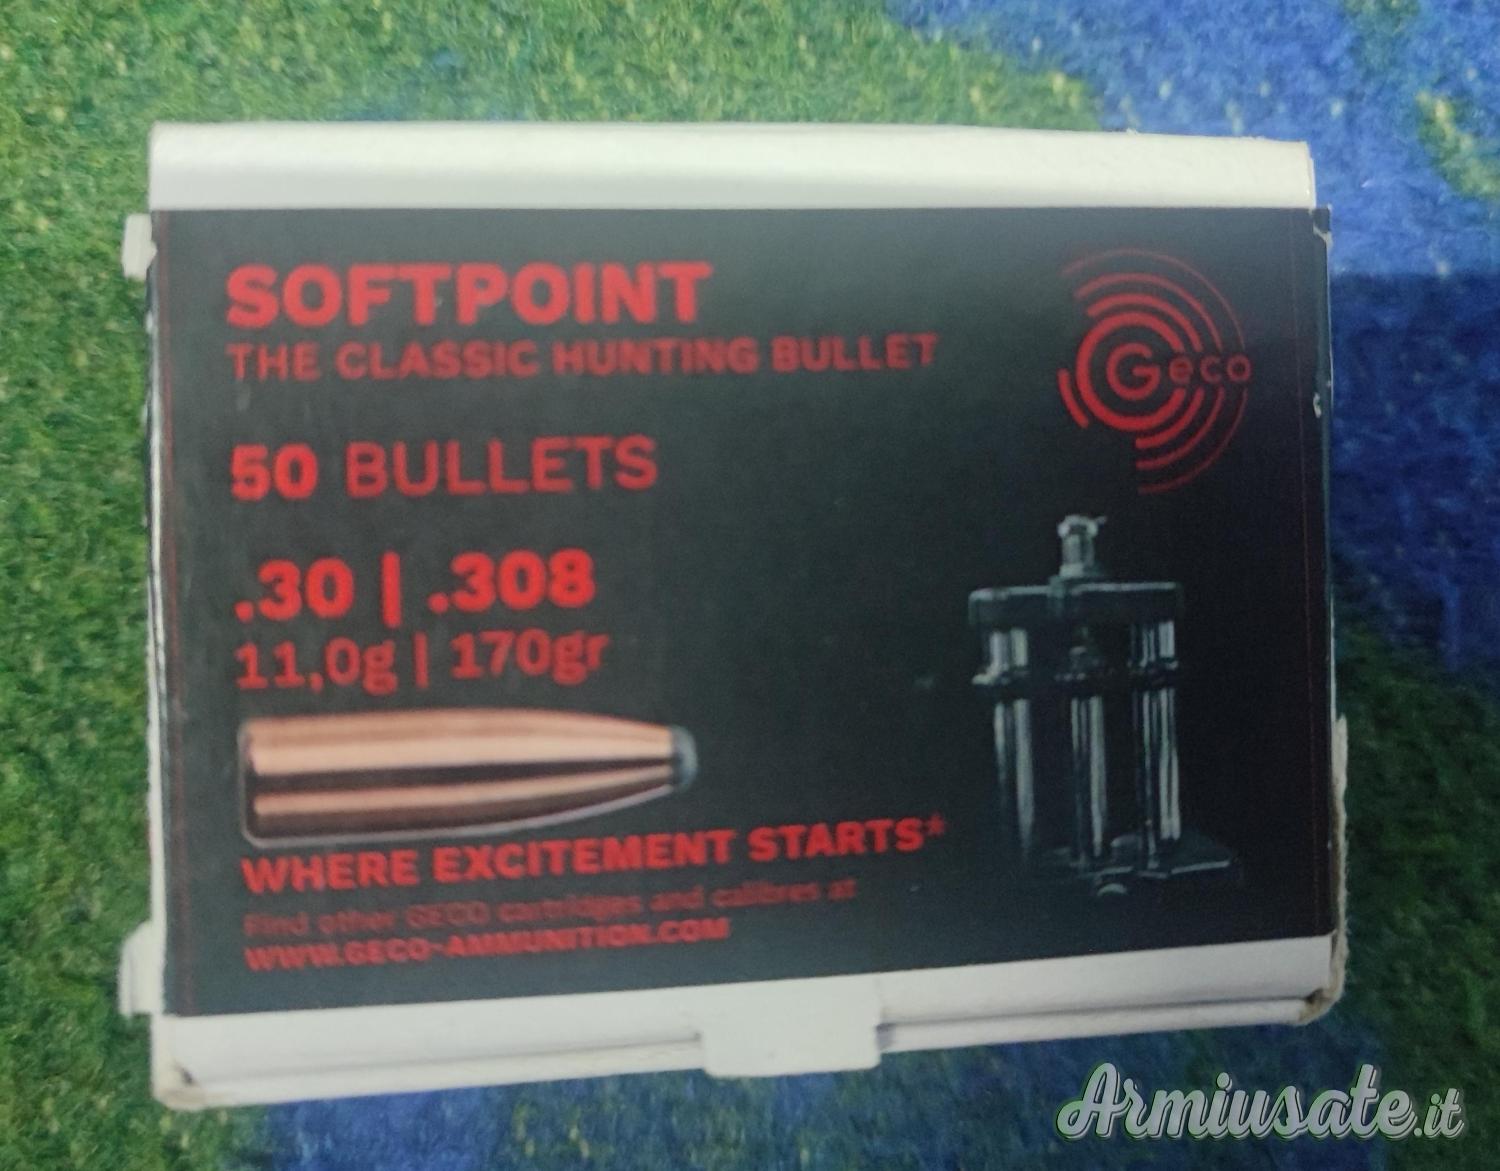 SOFTPOINT
THE CLASSIC HUNTING BULLET
Geco
50 BULLETS
.30 | .308
11,0g | 170gr
WHERE EXCITEMENT STARTS*
Find other GECO cartridges and calibres at
WWW.GECO-AMMUNITION.COM
Armiusate.it